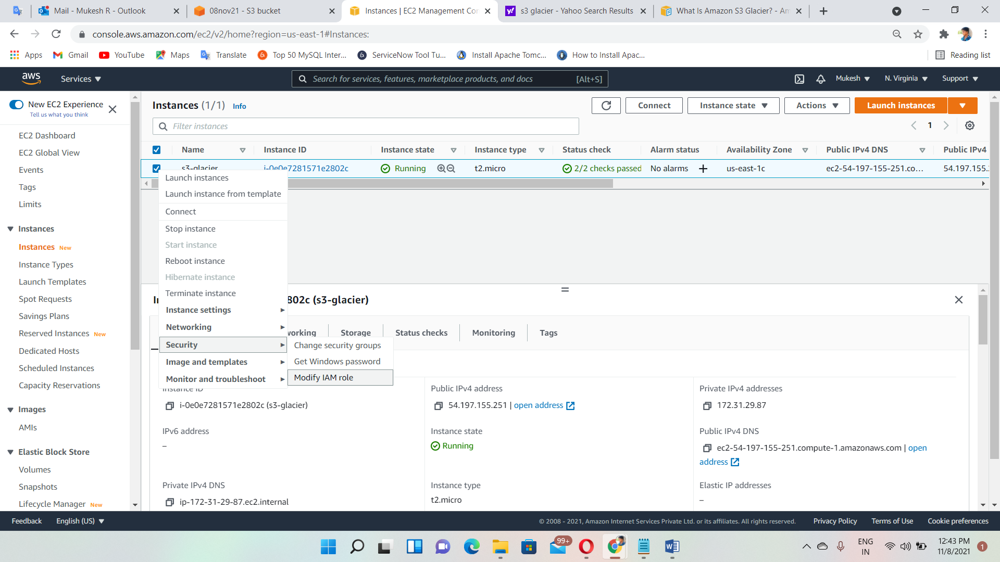 Mail - Mukesh R - Outlook
08nov21 - S3 bucket
Instances | EC2 Management Con
s3 glacier - Yahoo Search Results
What Is Amazon S3 Glacier? - Am
console.aws.amazon.com/ec2/v2/home?region=us-east-1#Instances:
Apps
Gmail
YouTube
Maps
Translate
Top 50 MySQL Inter...
ServiceNow Tool Tu...
Install Apache Tomc...
How to Install Apac...
Reading list
aws
Services
Search for services, features, marketplace products, and docs
[Alt+S]
Mukesh
N. Virginia
Support
New EC2 Experience
Tell us what you think
EC2 Dashboard
EC2 Global View
Events
Tags
Limits
Instances
Instances New
Instance Types
Launch Templates
Spot Requests
Savings Plans
Reserved Instances New
Dedicated Hosts
Scheduled Instances
Capacity Reservations
Images
AMIs
Elastic Block Store
Volumes
Snapshots
Lifecycle Manager New
Instances (1/1) Info
Connect
Instance state
Actions
Launch instances
Filter instances
1
Name
Instance ID
Instance state
Instance type
Status check
Alarm status
Availability Zone
Public IPv4 DNS
Public IPv4
s3-glacier
i-0e0e7281571e2802c
Running
t2.micro
2/2 checks passed
No alarms
us-east-1c
ec2-54-197-155-251.co...
54.197.155.
Launch instances
Launch instance from template
Connect
Stop instance
Start instance
Reboot instance
Hibernate instance
Terminate instance
Instance settings
Networking
Security
Image and templates
Monitor and troubleshoot
Change security groups
Get Windows password
Modify IAM role
802c (s3-glacier)
working
Storage
Status checks
Monitoring
Tags
Instance ID
i-0e0e7281571e2802c (s3-glacier)
Public IPv4 address
54.197.155.251 | open address
Private IPv4 addresses
172.31.29.87
IPv6 address
–
Instance state
Running
Public IPv4 DNS
ec2-54-197-155-251.compute-1.amazonaws.com | open
address
Private IPv4 DNS
ip-172-31-29-87.ec2.internal
Instance type
t2.micro
Elastic IP addresses
–
Feedback
English (US)
© 2008 - 2021, Amazon Internet Services Private Ltd. or its affiliates. All rights reserved.
Privacy Policy
Terms of Use
Cookie preferences
99+
ENG
IN
12:43 PM
11/8/2021
1